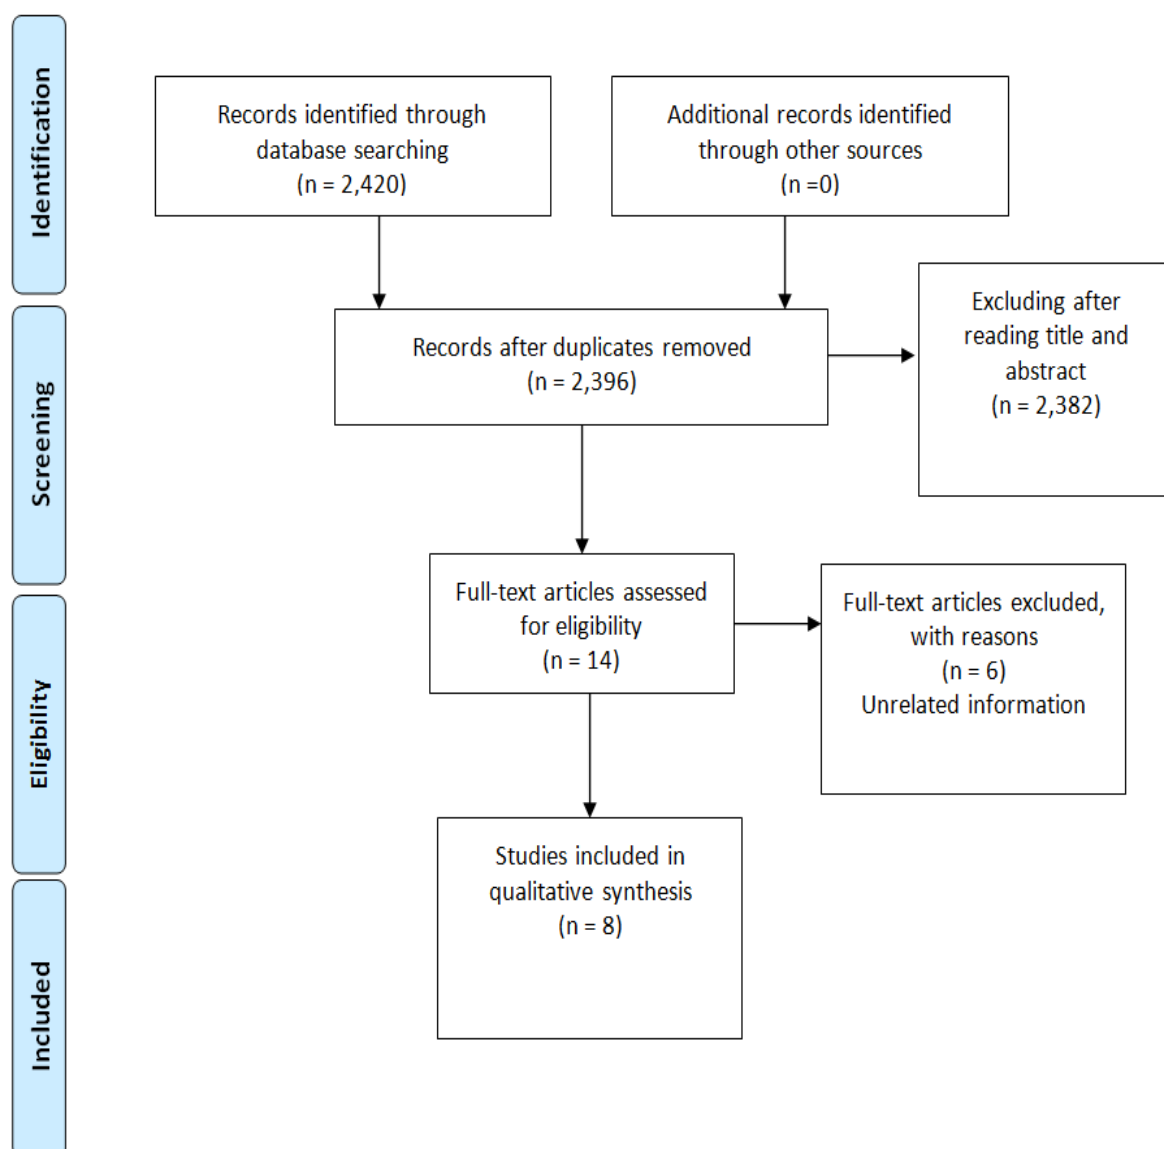 Identification
Records identified through
database searching
(n = 2,420)
Additional records identified
through other sources
(n =0)
Screening
Records after duplicates removed
(n = 2,396)
Excluding after
reading title and
abstract
(n = 2,382)
Eligibility
Full-text articles assessed
for eligibility
(n = 14)
Full-text articles excluded,
with reasons
(n = 6)
Unrelated information
Included
Studies included in
qualitative synthesis
(n = 8)